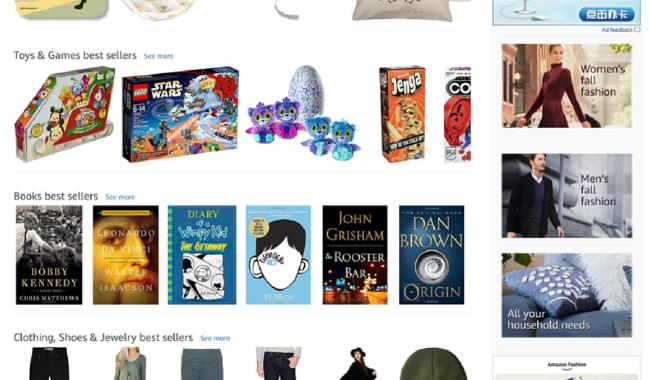 点击办卡
Ad feedback
Toys & Games best sellers See more
LEGO
STAR
WARS
6-14
Jenga
CO
Women's
fall
fashion
Men's
fall
fashion
Books best sellers See more
BOBBY
KENNEDY
CHRIS MATTHEWS
LEONARDO
DA VINCI
WALTER
ISAACSON
DIARY
of a
Wimpy Kid
THE GETAWAY
Wonder
JOHN
GRISHAM
The
ROOSTER
BAR
DAN
BROWN
ORIGIN
All your
household needs
Clothing, Shoes & Jewelry best sellers See more
Amazon Fashion